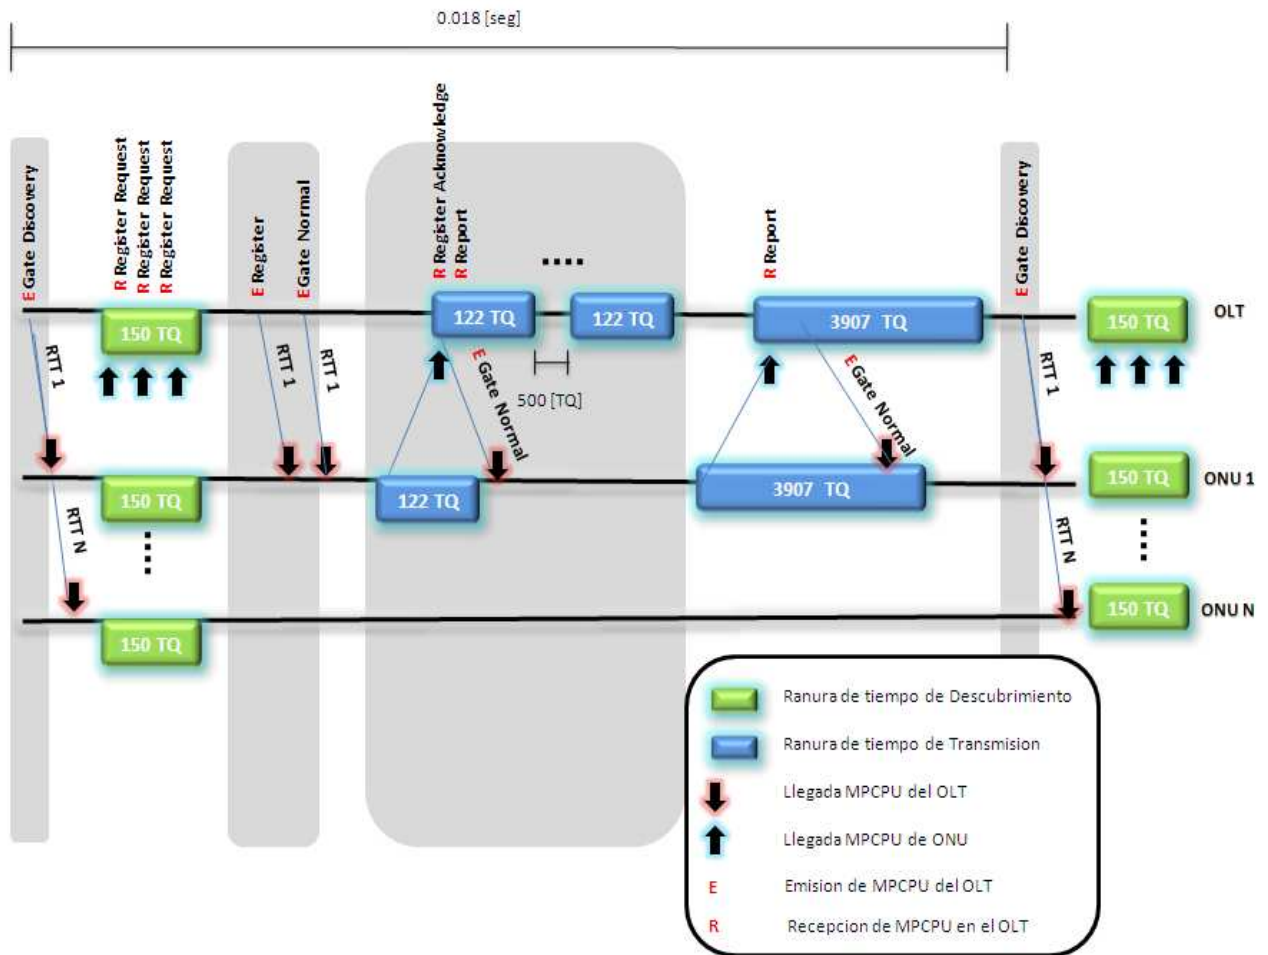 0.018 [seg]
E Gate Discovery
R Register Request
R Register Request
R Register Request
E Register
E Gate Normal
R Register Acknowledge
R Report
R Report
E Gate Discovery
150 TQ
122 TQ
122 TQ
3907 TQ
150 TQ
OLT
RTT 1
RTT 1
RTT 1
E Gate Normal
500 [TQ]
E Gate Normal
RTT 1
150 TQ
122 TQ
3907 TQ
150 TQ
ONU 1
RTT N
RTT N
150 TQ
150 TQ
ONU N
Ranura de tiempo de Descubrimiento
Ranura de tiempo de Transmision
Llegada MPCPU del OLT
Llegada MPCPU de ONU
E Emision de MPCPU del OLT
R Recepcion de MPCPU en el OLT